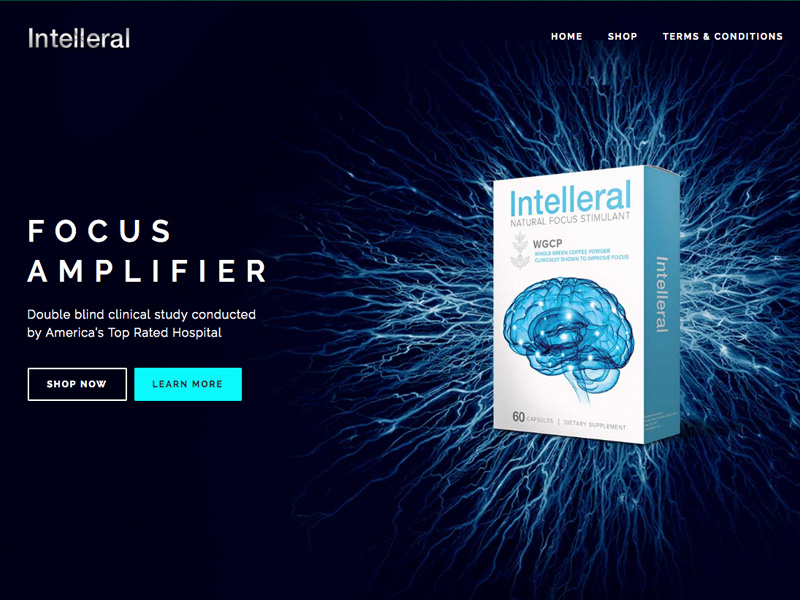 Intelleral
HOME SHOP TERMS & CONDITIONS
FOCUS
AMPLIFIER
Double blind clinical study conducted
by America's Top Rated Hospital
SHOP NOW LEARN MORE
Intelleral
NATURAL FOCUS STIMULANT
WGCP
WHOLE GREEN COFFEE POWDER
CLINICALLY SHOWN TO IMPROVE FOCUS
60 CAPSULES | DIETARY SUPPLEMENT
Intelleral